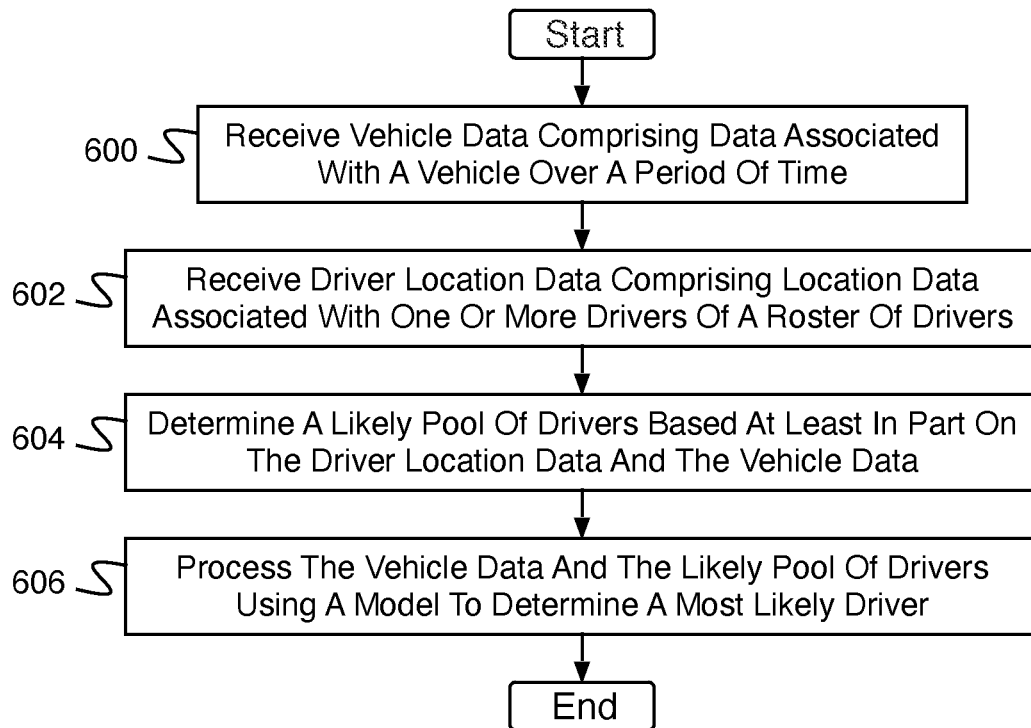 Start
600
Receive Vehicle Data Comprising Data Associated
With A Vehicle Over A Period Of Time
602
Receive Driver Location Data Comprising Location Data
Associated With One Or More Drivers Of A Roster Of Drivers
604
Determine A Likely Pool Of Drivers Based At Least In Part On
The Driver Location Data And The Vehicle Data
606
Process The Vehicle Data And The Likely Pool Of Drivers
Using A Model To Determine A Most Likely Driver
End